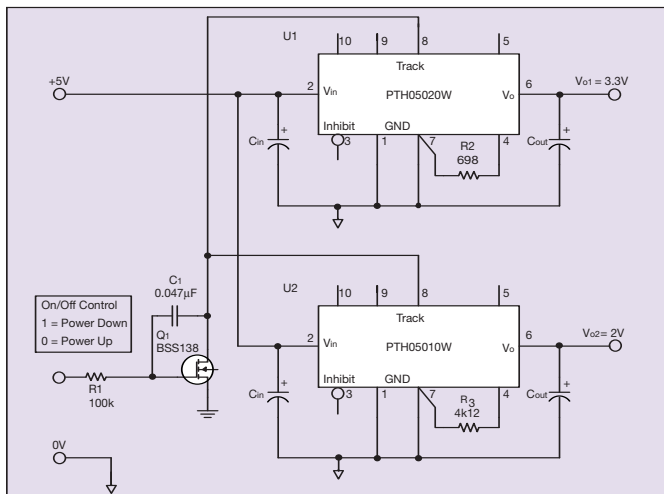 U1
10 9 8 5
Track
+5V
2 Vin PTH05020W Vo 6
Vo1 = 3.3V
Inhibit GND
3 1 7 4
Cin +
R2
698
Cout +
C1
0.047µF
On/Off Control
1 = Power Down
0 = Power Up
Q1
BSS138
R1
100k
0V
U2
10 9 8 5
Track
2 Vin PTH05010W Vo 6
Vo2= 2V
Inhibit GND
3 1 7 4
Cin +
R3
4k12
Cout +